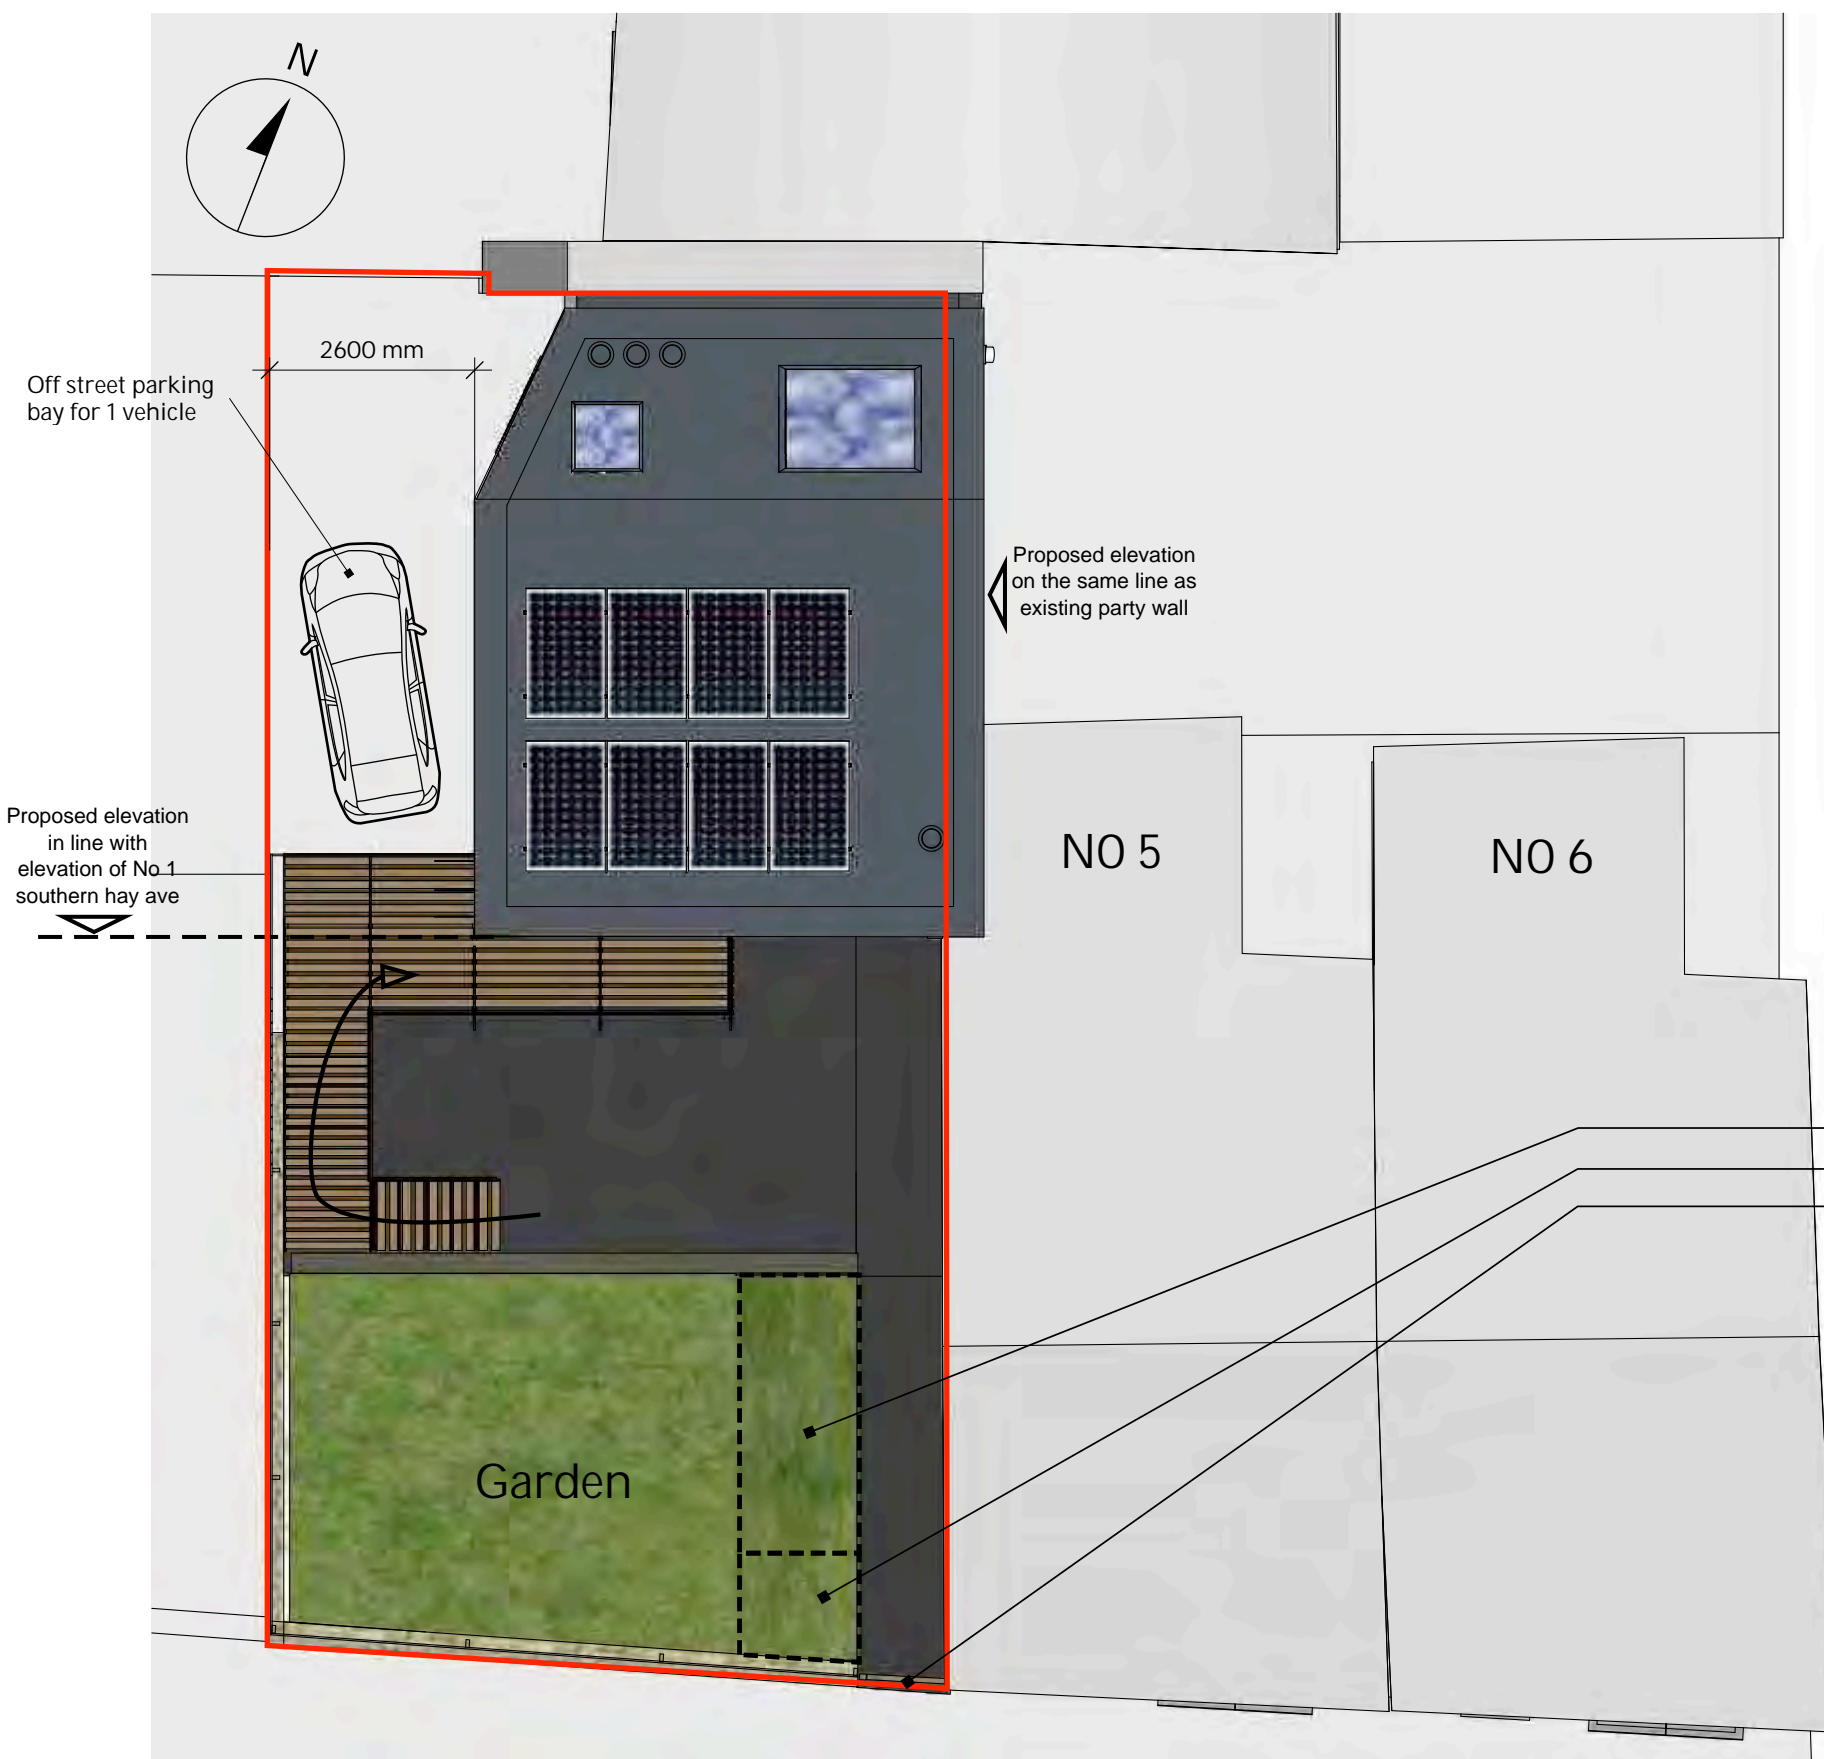 N
2600 mm
Off street parking
bay for 1 vehicle
Proposed elevation
on the same line as
existing party wall
Proposed elevation
in line with
elevation of No 1
southern hay ave
NO 5
NO 6
Garden